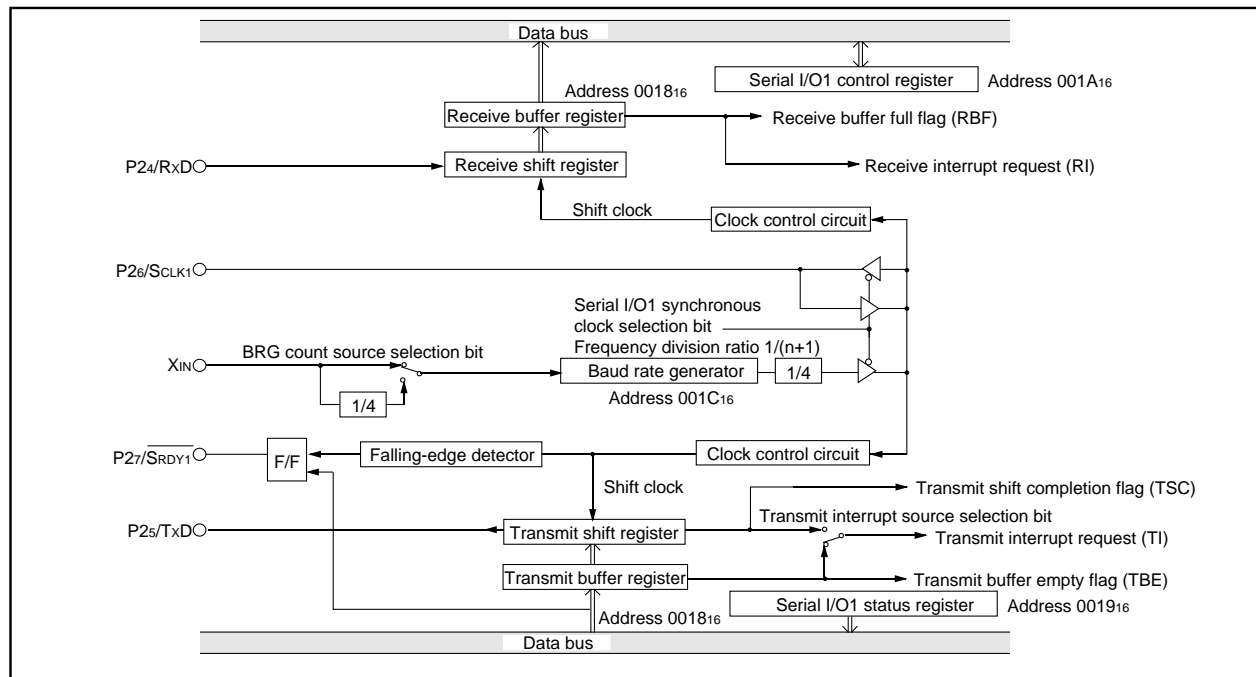 Data bus
Serial I/O1 control register Address 001A16
Address 001816
Receive buffer register
Receive buffer full flag (RBF)
P24/RxD
Receive shift register
Receive interrupt request (RI)
Shift clock
Clock control circuit
P26/SCLK1
Serial I/O1 synchronous
clock selection bit
Frequency division ratio 1/(n+1)
BRG count source selection bit
XIN
Baud rate generator
1/4
Address 001C16
1/4
P27/S̅R̅D̅Y̅1̅
F/F
Falling-edge detector
Clock control circuit
Shift clock
Transmit shift completion flag (TSC)
Transmit interrupt source selection bit
P25/TxD
Transmit shift register
Transmit interrupt request (TI)
Transmit buffer register
Transmit buffer empty flag (TBE)
Address 001816
Serial I/O1 status register Address 001916
Data bus